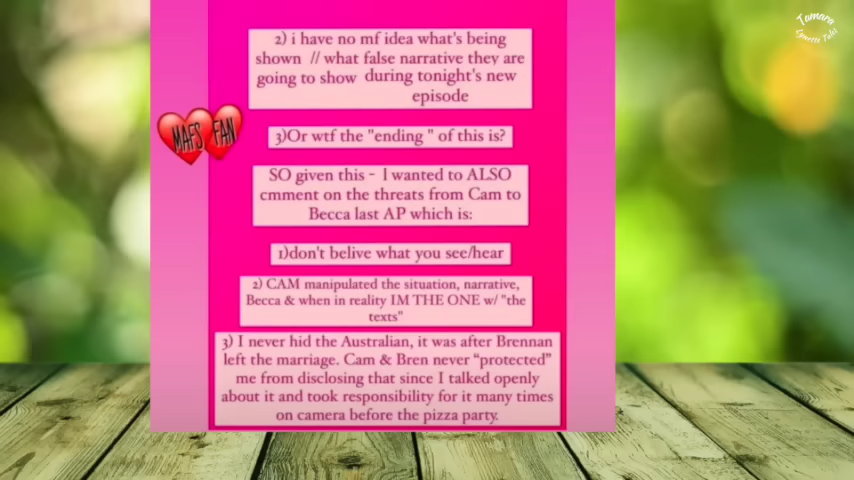 Tamara
Lynette Talks
2) i have no mf idea what's being
shown // what false narrative they are
going to show during tonight's new
episode
MAFS FAN
3)Or wtf the "ending " of this is?
SO given this - I wanted to ALSO
cmment on the threats from Cam to
Becca last AP which is:
1)don't belive what you see/hear
2) CAM manipulated the situation, narrative,
Becca & when in reality IM THE ONE w/ "the
texts"
3) I never hid the Australian, it was after Brennan
left the marriage. Cam & Bren never "protected"
me from disclosing that since I talked openly
about it and took responsibility for it many times
on camera before the pizza party.